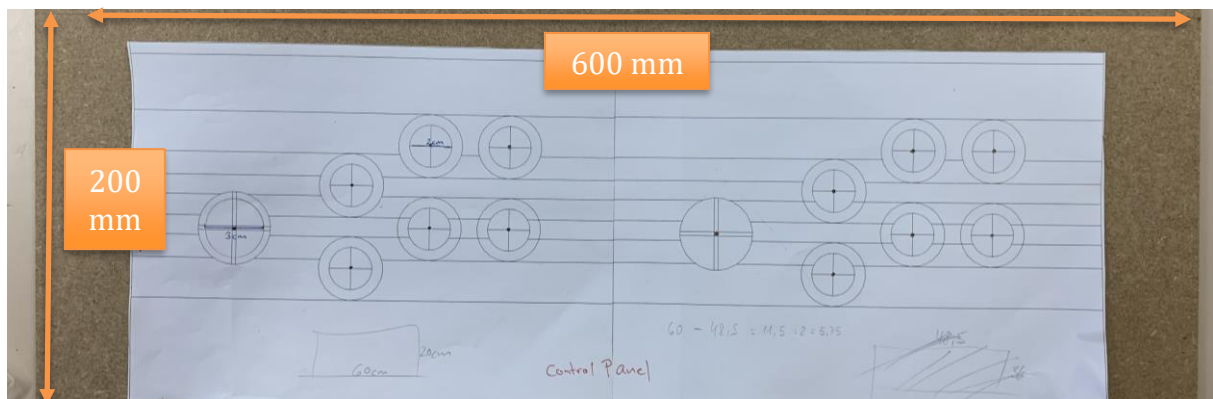 600 mm
200
mm
2cm
3cm
60 - 48,5 = 11,5 : 2 = 5,75
48,5
20cm
60cm
Control Panel